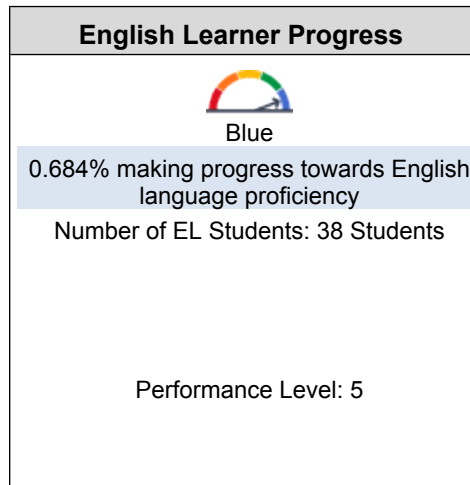 English Learner Progress
Blue
0.684% making progress towards English
language proficiency
Number of EL Students: 38 Students
Performance Level: 5